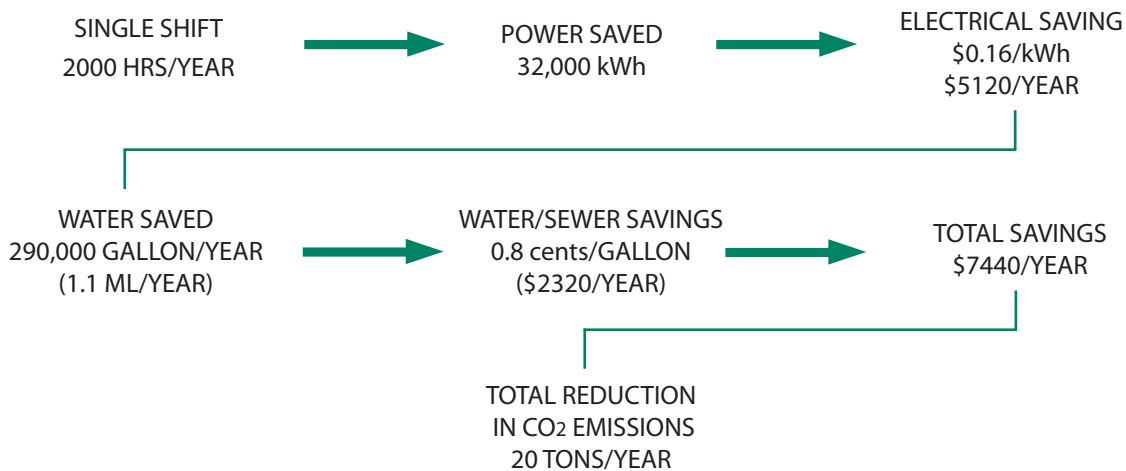 SINGLE SHIFT
2000 HRS/YEAR
POWER SAVED
32,000 kWh
ELECTRICAL SAVING
$0.16/kWh
$5120/YEAR
WATER SAVED
290,000 GALLON/YEAR
(1.1 ML/YEAR)
WATER/SEWER SAVINGS
0.8 cents/GALLON
($2320/YEAR)
TOTAL SAVINGS
$7440/YEAR
TOTAL REDUCTION
IN CO2 EMISSIONS
20 TONS/YEAR